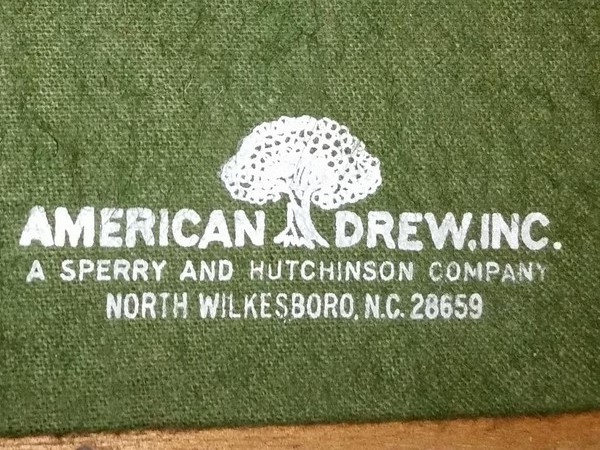 AMERICAN DREW, INC.
A SPERRY AND HUTCHINSON COMPANY
NORTH WILKESBORO, N.C. 28659